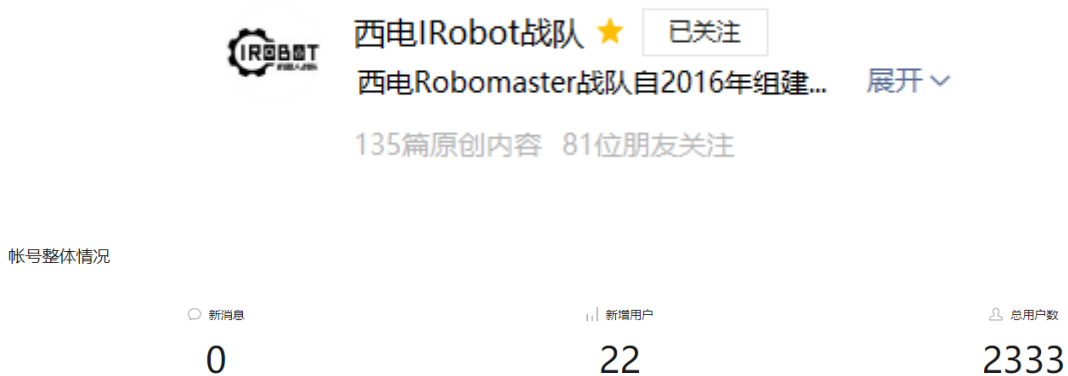 IROBOT
西电IRobot战队
已关注
西电Robomaster战队自2016年组建...
展开
135篇原创内容 81位朋友关注
帐号整体情况
新消息 新增用户 总用户数
0 22 2333